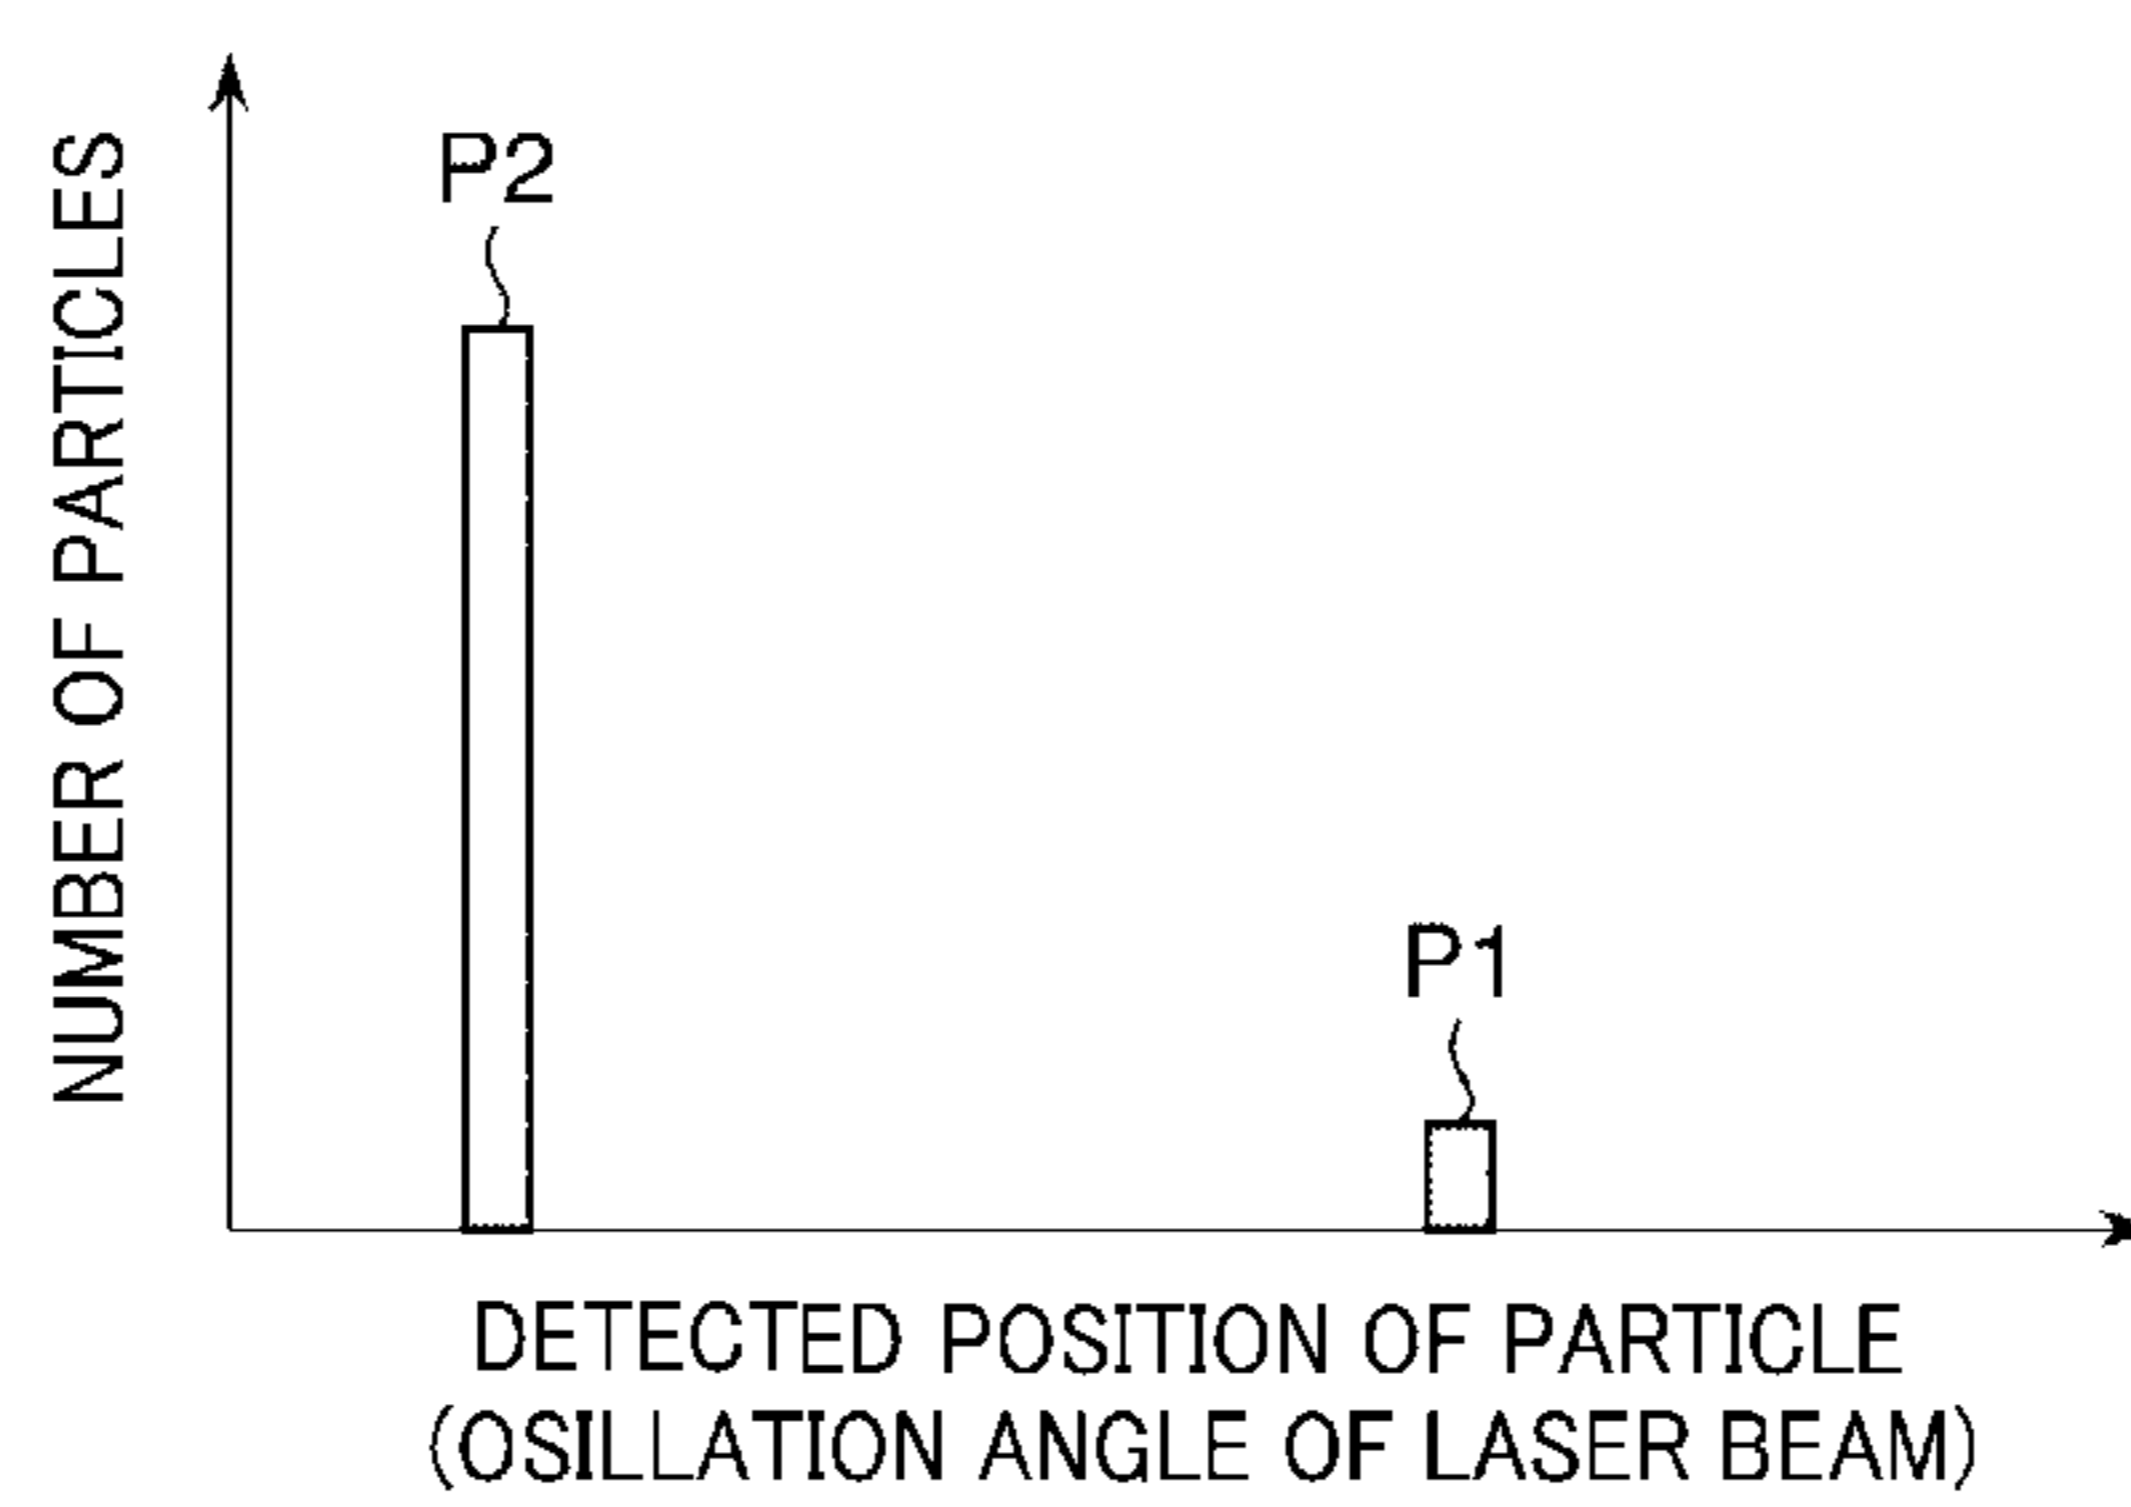 NUMBER OF PARTICLES
P2
P1
DETECTED POSITION OF PARTICLE
(OSILLATION ANGLE OF LASER BEAM)